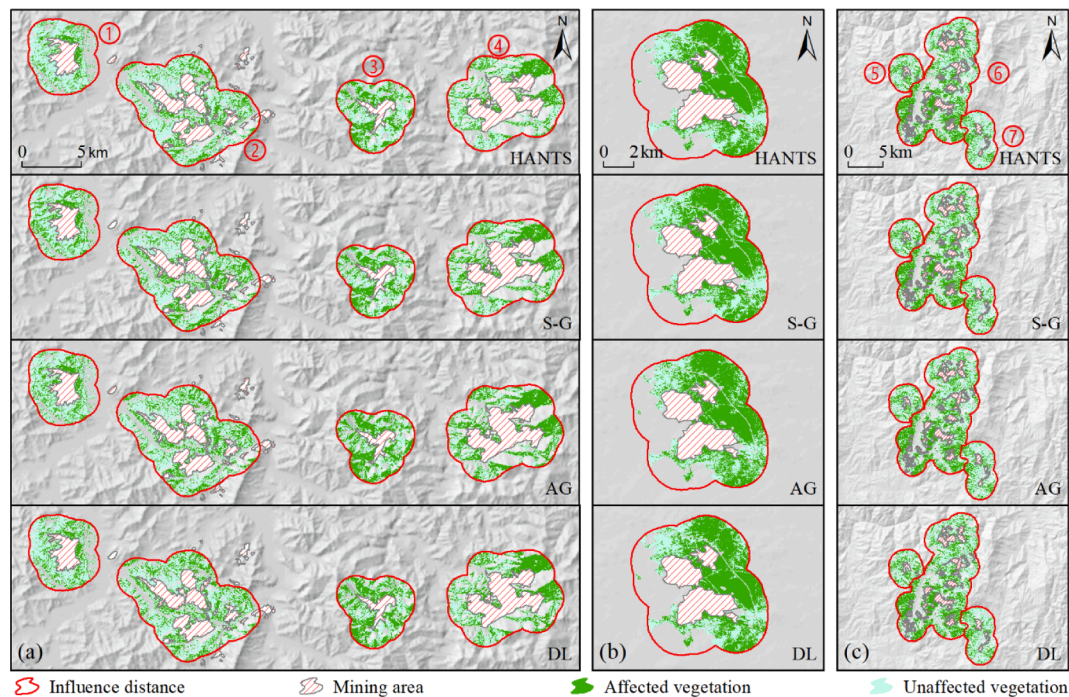 ① ② ③ ④
0 5 km
HANTS
N
0 2 km
HANTS
N
⑤ ⑥ ⑦
0 5 km
HANTS
S-G
S-G
S-G
AG
AG
AG
(a)
DL
(b)
DL
(c)
DL
Influence distance
Mining area
Affected vegetation
Unaffected vegetation